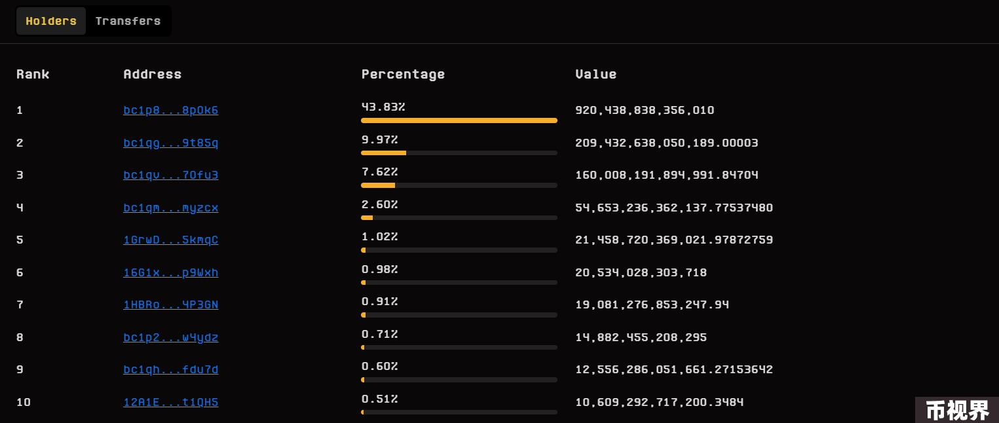 Holders Transfers
Rank Address Percentage Value
1 bc1p8...8p0k6 43.83% 920,438,838,356,010
2 bc1qg...9t85q 9.97% 209,432,638,050,189.00003
3 bc1qv...70fu3 7.62% 160,008,191,894,991.84704
4 bc1qm...myzcx 2.60% 54,653,236,362,137.77537480
5 1GrwD...5kmqC 1.02% 21,458,720,369,021.97872759
6 16G1x...p9Wxh 0.98% 20,534,028,303,718
7 1HBRo...4P3GN 0.91% 19,081,276,853,247.94
8 bc1p2...w4ydz 0.71% 14,882,455,208,295
9 bc1qh...fdu7d 0.60% 12,556,286,051,661.27153642
10 12A1E...tiQH5 0.51% 10,609,292,717,200.3484
币视界